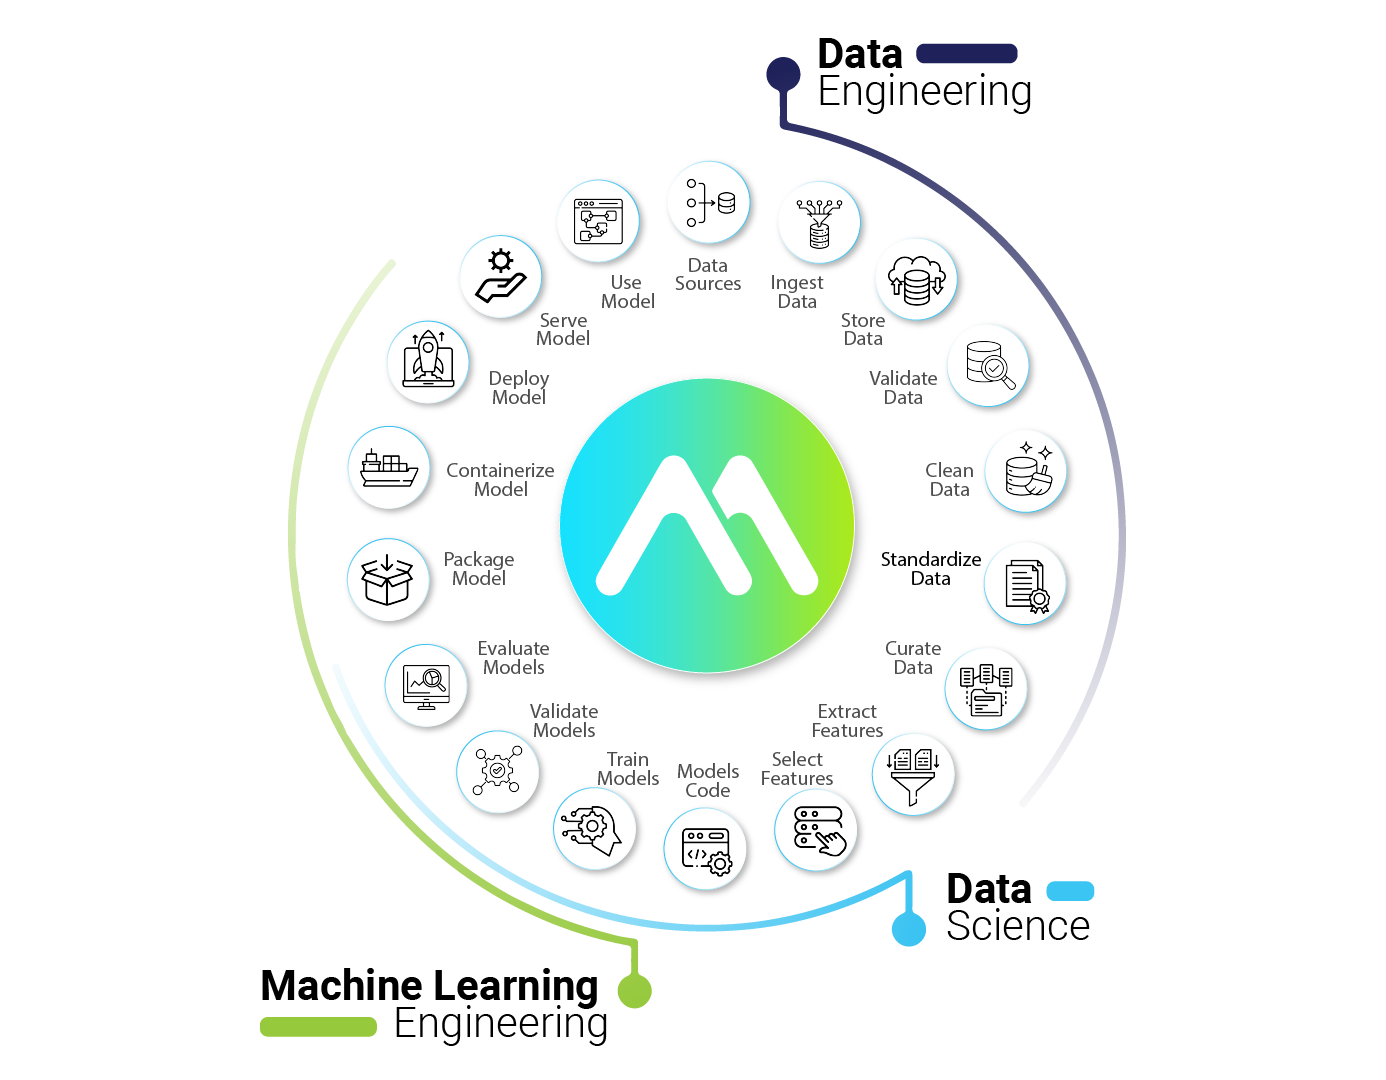 Data
Engineering
Data
Sources
Ingest
Data
Store
Data
Validate
Data
Clean
Data
Standardize
Data
Curate
Data
Extract
Features
Select
Features
Models
Code
Train
Models
Validate
Models
Evaluate
Models
Package
Model
Containerize
Model
Deploy
Model
Serve
Model
Use
Model
Data
Science
Machine Learning
Engineering